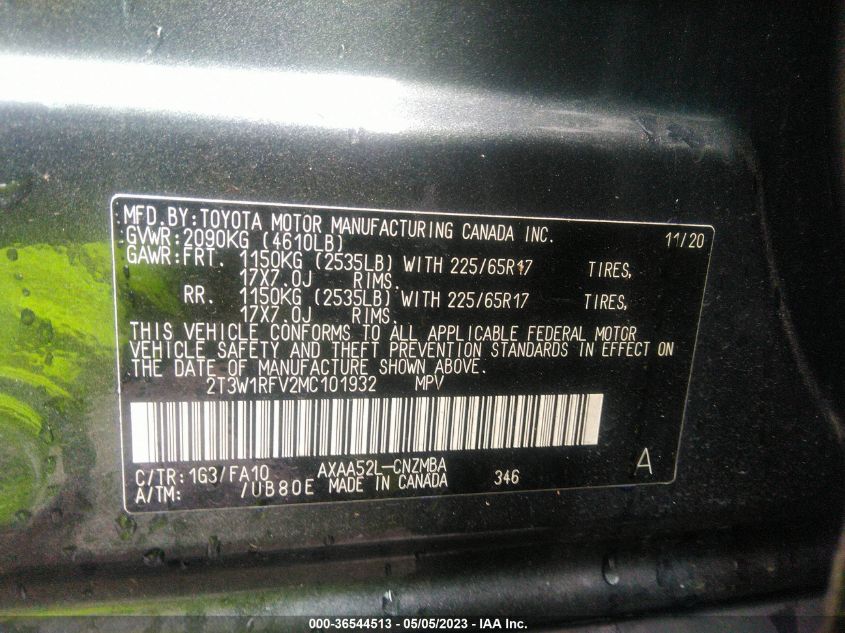 MFD.BY:TOYOTA MOTOR MANUFACTURING CANADA INC. 11/20
GVWR:2090KG (4610LB)
GAWR:FRT. 1150KG (2535LB) WITH 225/65R17 TIRES,
17X7.0J RIMS.
RR. 1150KG (2535LB) WITH 225/65R17 TIRES,
17X7.0J RIMS.
THIS VEHICLE CONFORMS TO ALL APPLICABLE FEDERAL MOTOR
VEHICLE SAFETY AND THEFT PREVENTION STANDARDS IN EFFECT ON
THE DATE OF MANUFACTURE SHOWN ABOVE.
2T3W1RFV2MC101932 MPV
C/TR:1G3/FA10 AXAA52L-CNZMBA A
A/TM: /UB80E MADE IN CANADA 346
000-36544513 - 05/05/2023 - IAA Inc.